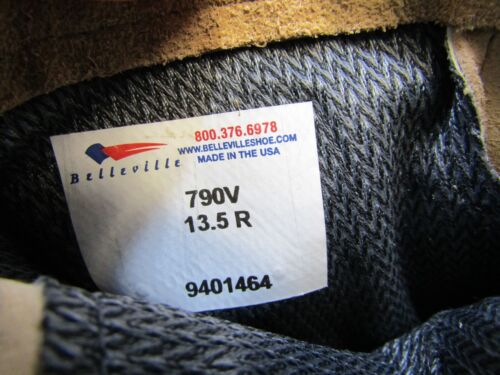 800.376.6978
WWW.BELLEVILLESHOE.COM
MADE IN THE USA
Belleville
790V
13.5 R
9401464